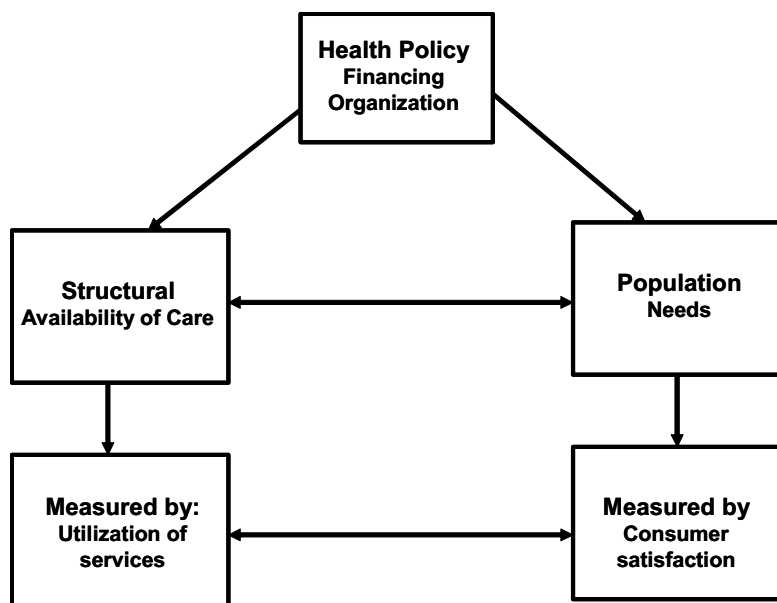 Health Policy
Financing
Organization
Structural
Availability of Care
Population
Needs
Measured by:
Utilization of
services
Measured by
Consumer
satisfaction